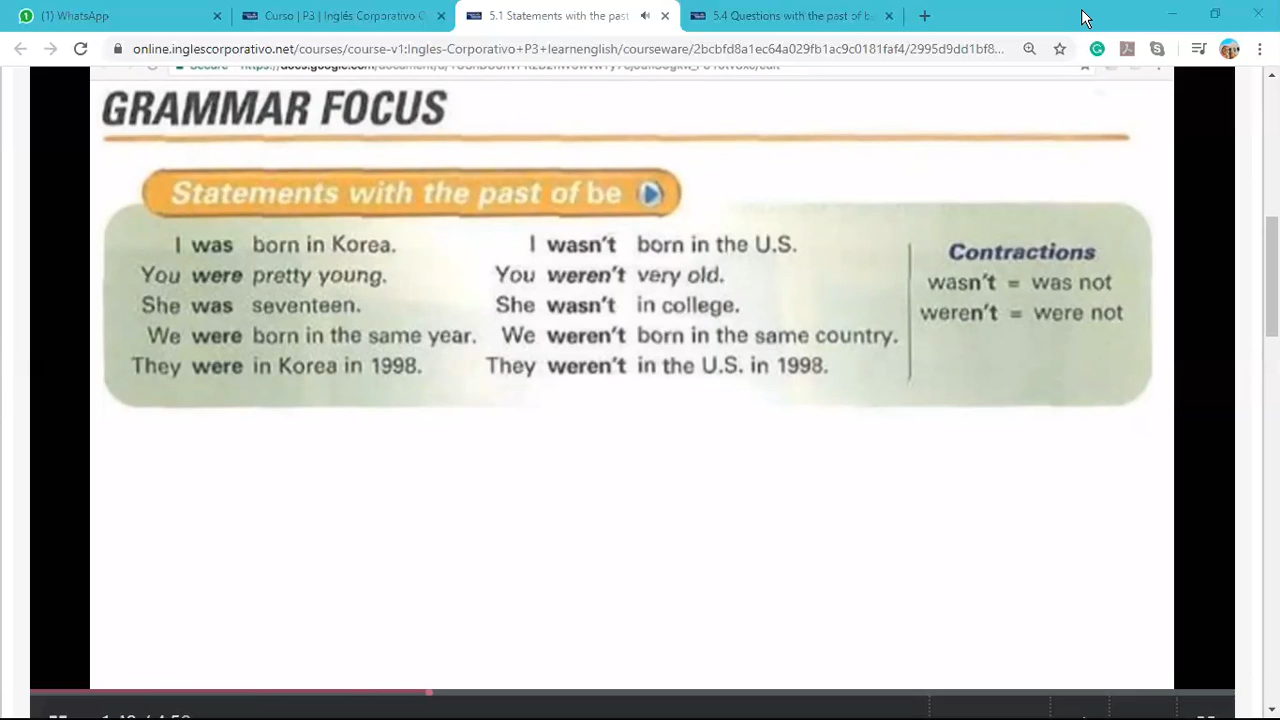 (1) WhatsApp
Curso | P3 | Inglés Corporativo
5.1 Statements with the past
5.4 Questions with the past of be
online.inglescorporativo.net/courses/course-v1:Ingles-Corporativo+P3+learnenglish/courseware/2bcbfd8a1ec64a029fb1ac9c0181faf4/2995d9dd1bf8...
GRAMMAR FOCUS
Statements with the past of be
I was born in Korea.
You were pretty young.
She was seventeen.
We were born in the same year.
They were in Korea in 1998.
I wasn't born in the U.S.
You weren't very old.
She wasn't in college.
We weren't born in the same country.
They weren't in the U.S. in 1998.
Contractions
wasn't = was not
weren't = were not